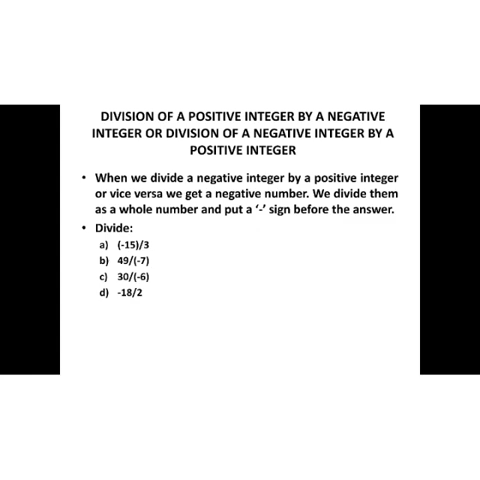 DIVISION OF A POSITIVE INTEGER BY A NEGATIVE
INTEGER OR DIVISION OF A NEGATIVE INTEGER BY A
POSITIVE INTEGER
• When we divide a negative integer by a positive integer
or vice versa we get a negative number. We divide them
as a whole number and put a ‘-’ sign before the answer.
• Divide:
a) (-15)/3
b) 49/(-7)
c) 30/(-6)
d) -18/2